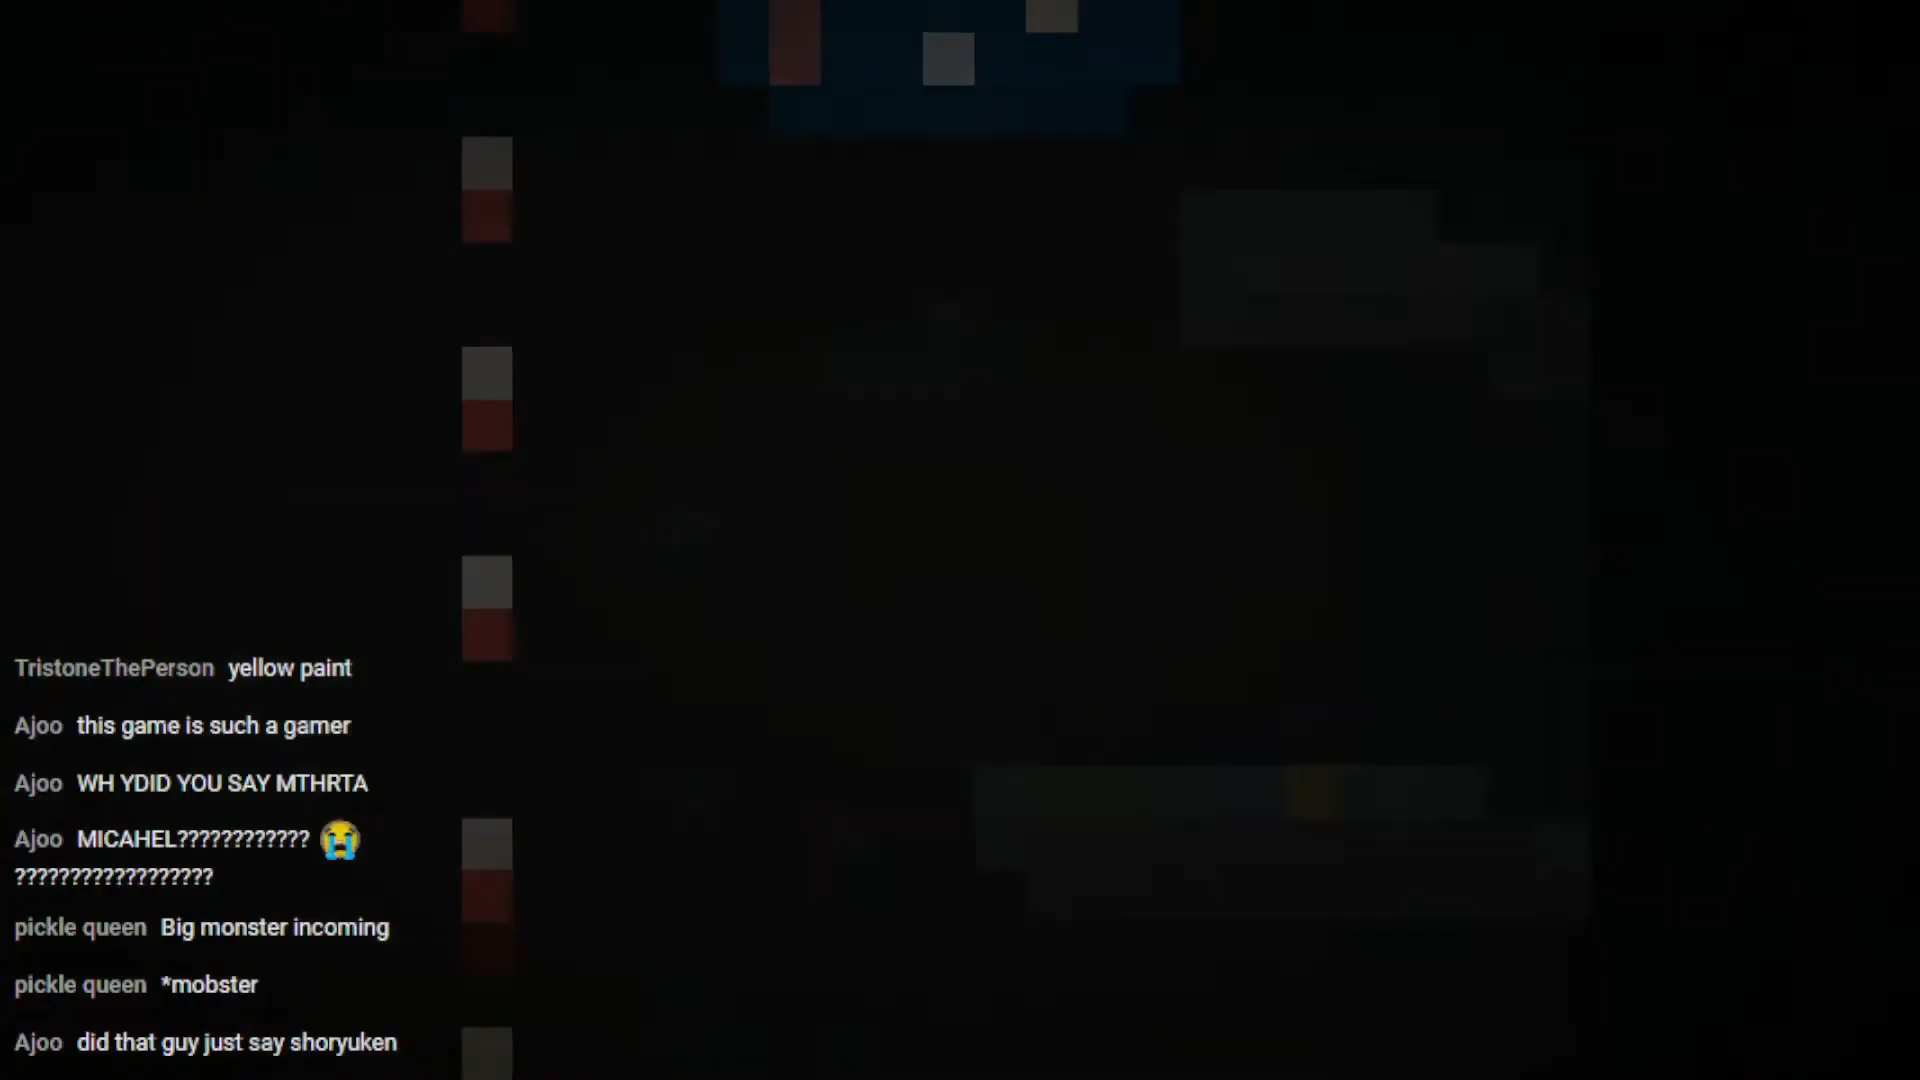 TristoneThePerson yellow paint
Ajoo this game is such a gamer
Ajoo WH YDID YOU SAY MTHRTA
Ajoo MICAHEL???????????? 😭
??????????????????
pickle queen Big monster incoming
pickle queen *mobster
Ajoo did that guy just say shoryuken